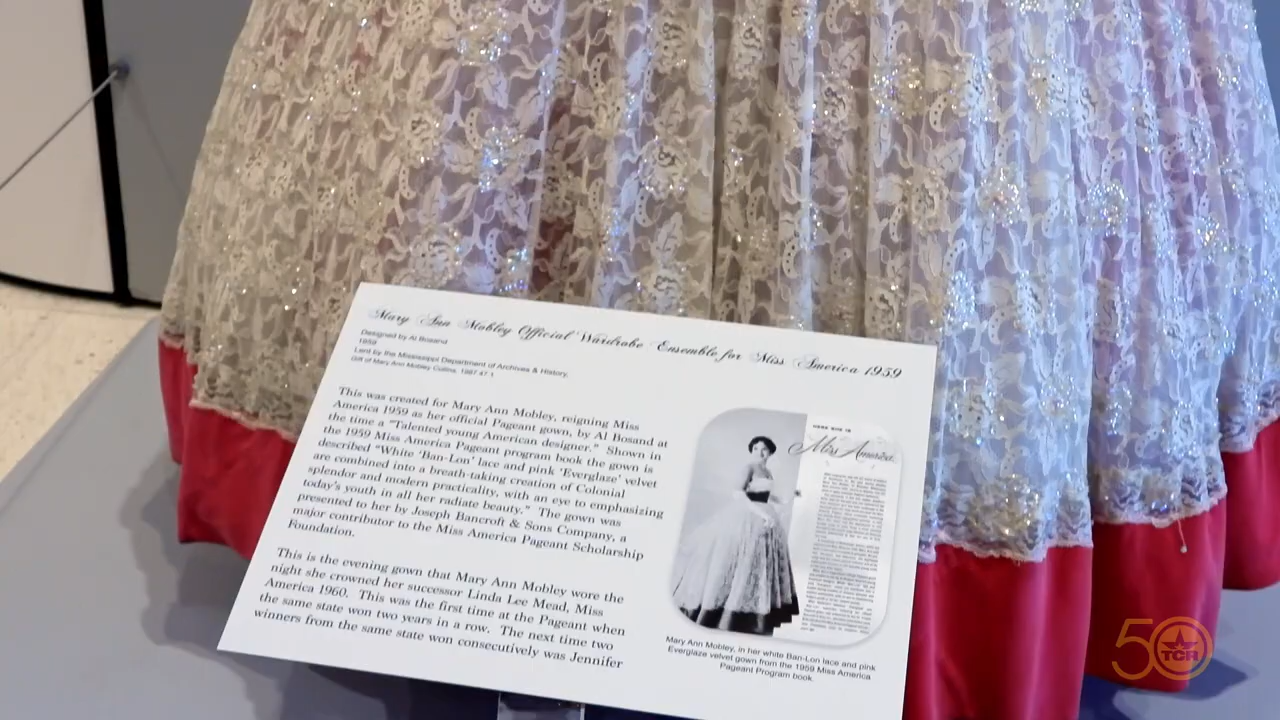 Mary Ann Mobley Official Wardrobe Ensemble for Miss America 1959
Designed by Al Bosand
1959
Lent by the Mississippi Department of Archives & History,
Gift of Mary Ann Mobley Collins, 1987.47.1
This was created for Mary Ann Mobley, reigning Miss
America 1959 as her official Pageant gown, by Al Bosand at
the time a "Talented young American designer." Shown in
the 1959 Miss America Pageant program book the gown is
described "White 'Ban-Lon' lace and pink 'Everglaze' velvet
are combined into a breath-taking creation of Colonial
splendor and modern practicality, with an eye to emphasizing
today's youth in all her radiate beauty." The gown was
presented to her by Joseph Bancroft & Sons Company, a
major contributor to the Miss America Pageant Scholarship
Foundation.
This is the evening gown that Mary Ann Mobley wore the
night she crowned her successor Linda Lee Mead, Miss
America 1960. This was the first time at the Pageant when
the same state won two years in a row. The next time two
winners from the same state won consecutively was Jennifer
HERE SHE IS
Miss America
Mary Ann Mobley, in her white Ban-Lon lace and pink
Everglaze velvet gown from the 1959 Miss America
Pageant Program book.
50
TCR